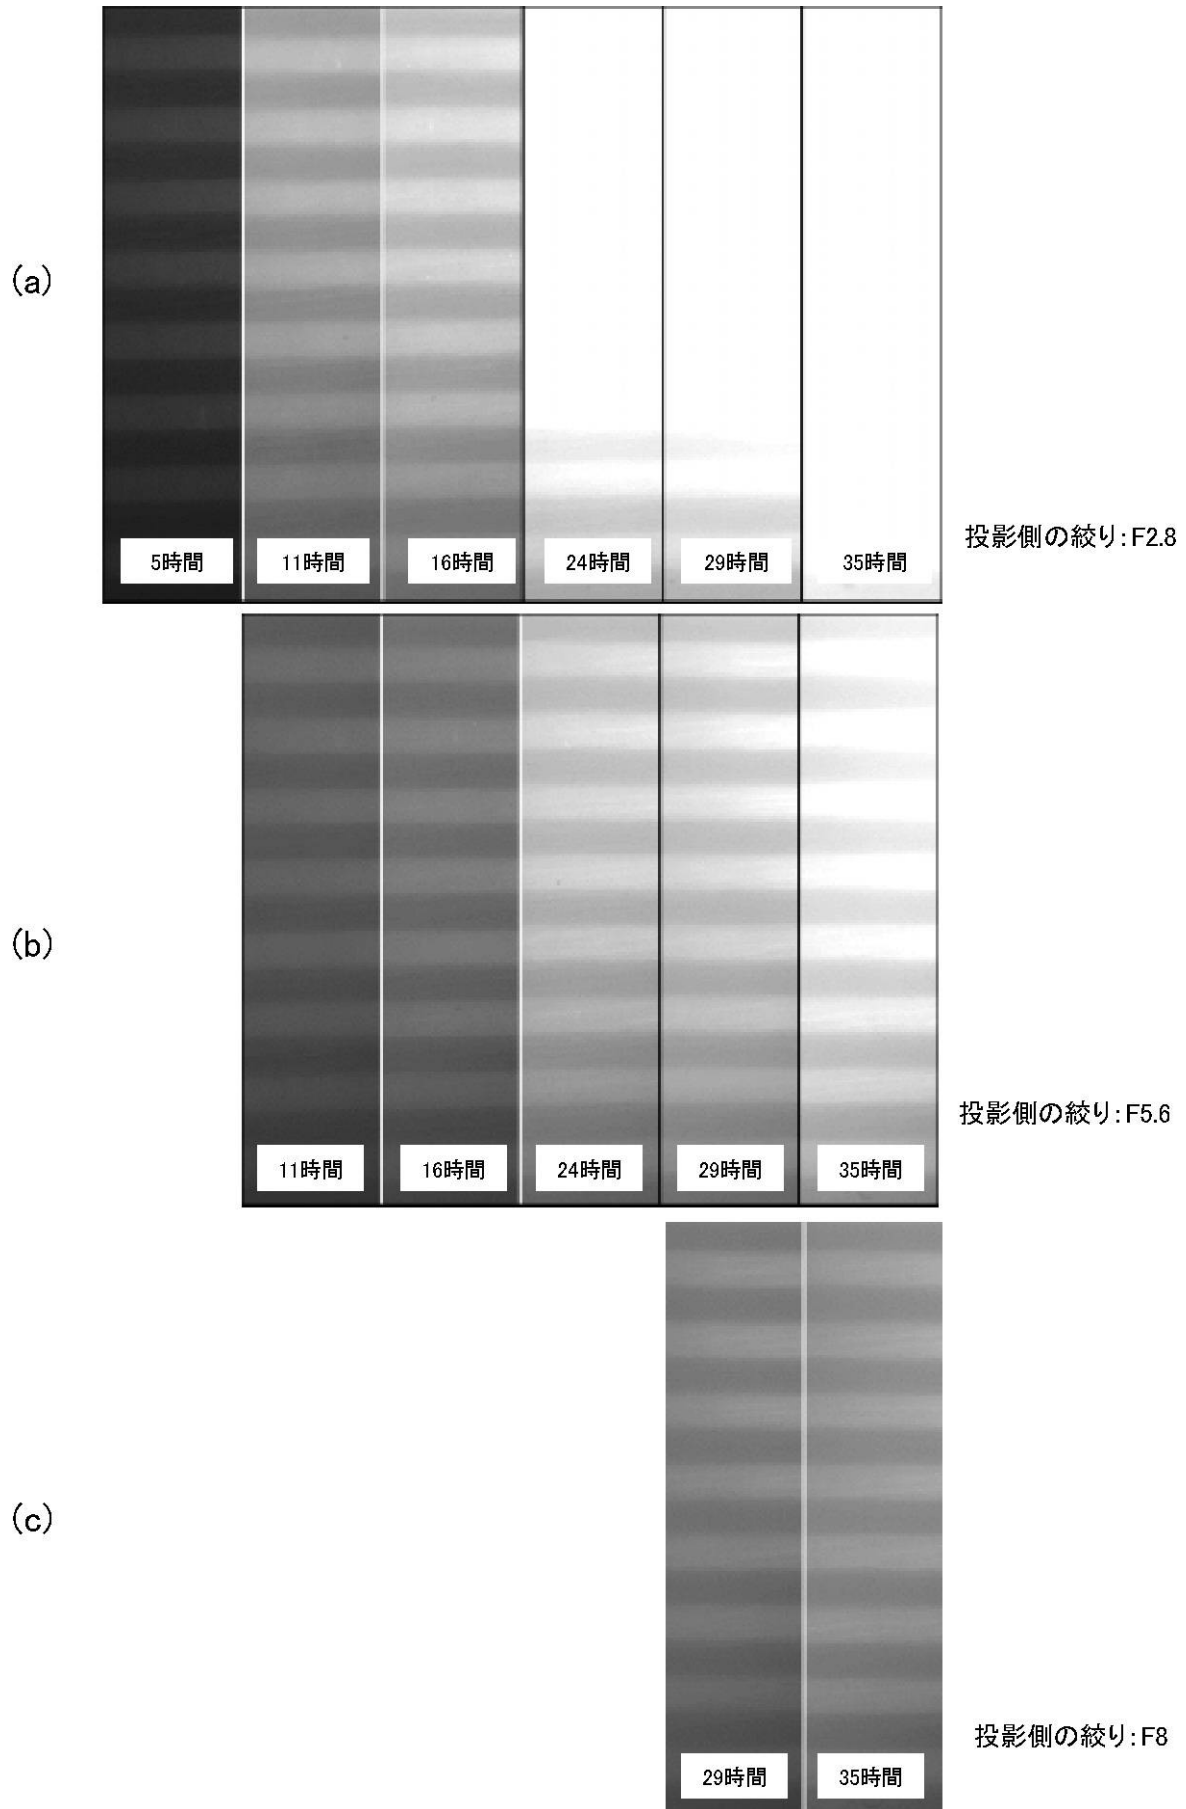 (a)
5時間 11時間 16時間 24時間 29時間 35時間
投影側の絞り:F2.8
(b)
11時間 16時間 24時間 29時間 35時間
投影側の絞り:F5.6
(c)
29時間 35時間
投影側の絞り:F8